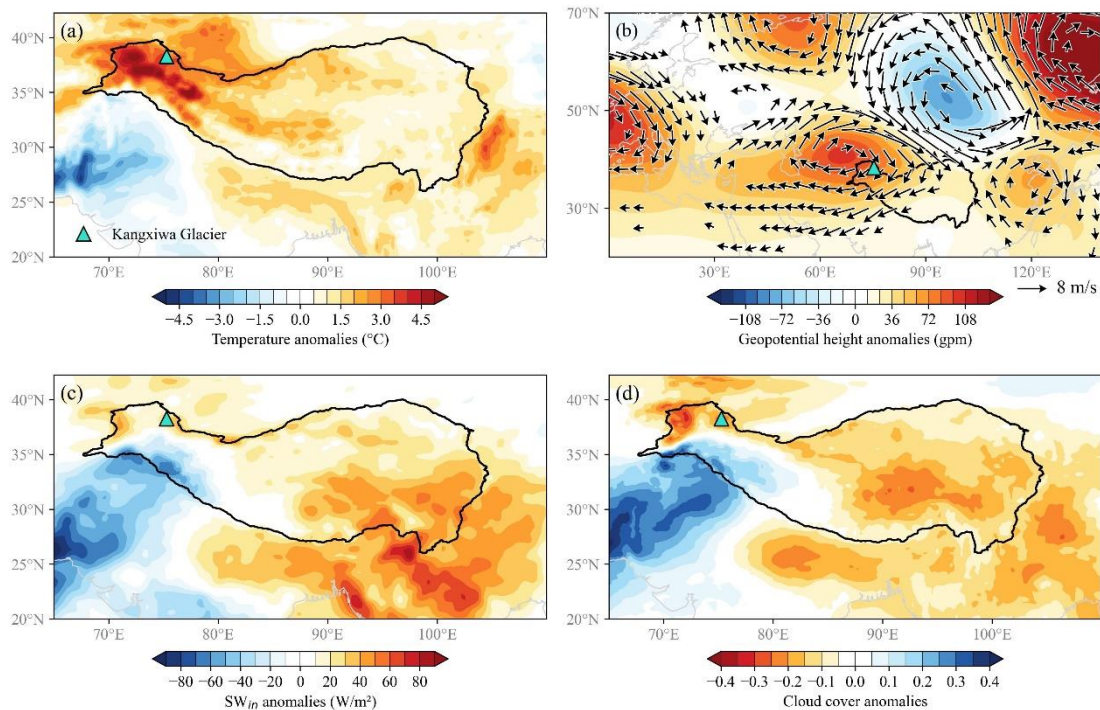 (a)
40°N
35°N
30°N
25°N
20°N
Kangxiwa Glacier
70°E 80°E 90°E 100°E
−4.5 −3.0 −1.5 0.0 1.5 3.0 4.5
Temperature anomalies (°C)
(b)
70°N
50°N
30°N
30°E 60°E 90°E 120°E
8 m/s
−108 −72 −36 0 36 72 108
Geopotential height anomalies (gpm)
(c)
40°N
35°N
30°N
25°N
20°N
70°E 80°E 90°E 100°E
−80 −60 −40 −20 0 20 40 60 80
SWin anomalies (W/m²)
(d)
40°N
35°N
30°N
25°N
20°N
70°E 80°E 90°E 100°E
−0.4 −0.3 −0.2 −0.1 0.0 0.1 0.2 0.3 0.4
Cloud cover anomalies